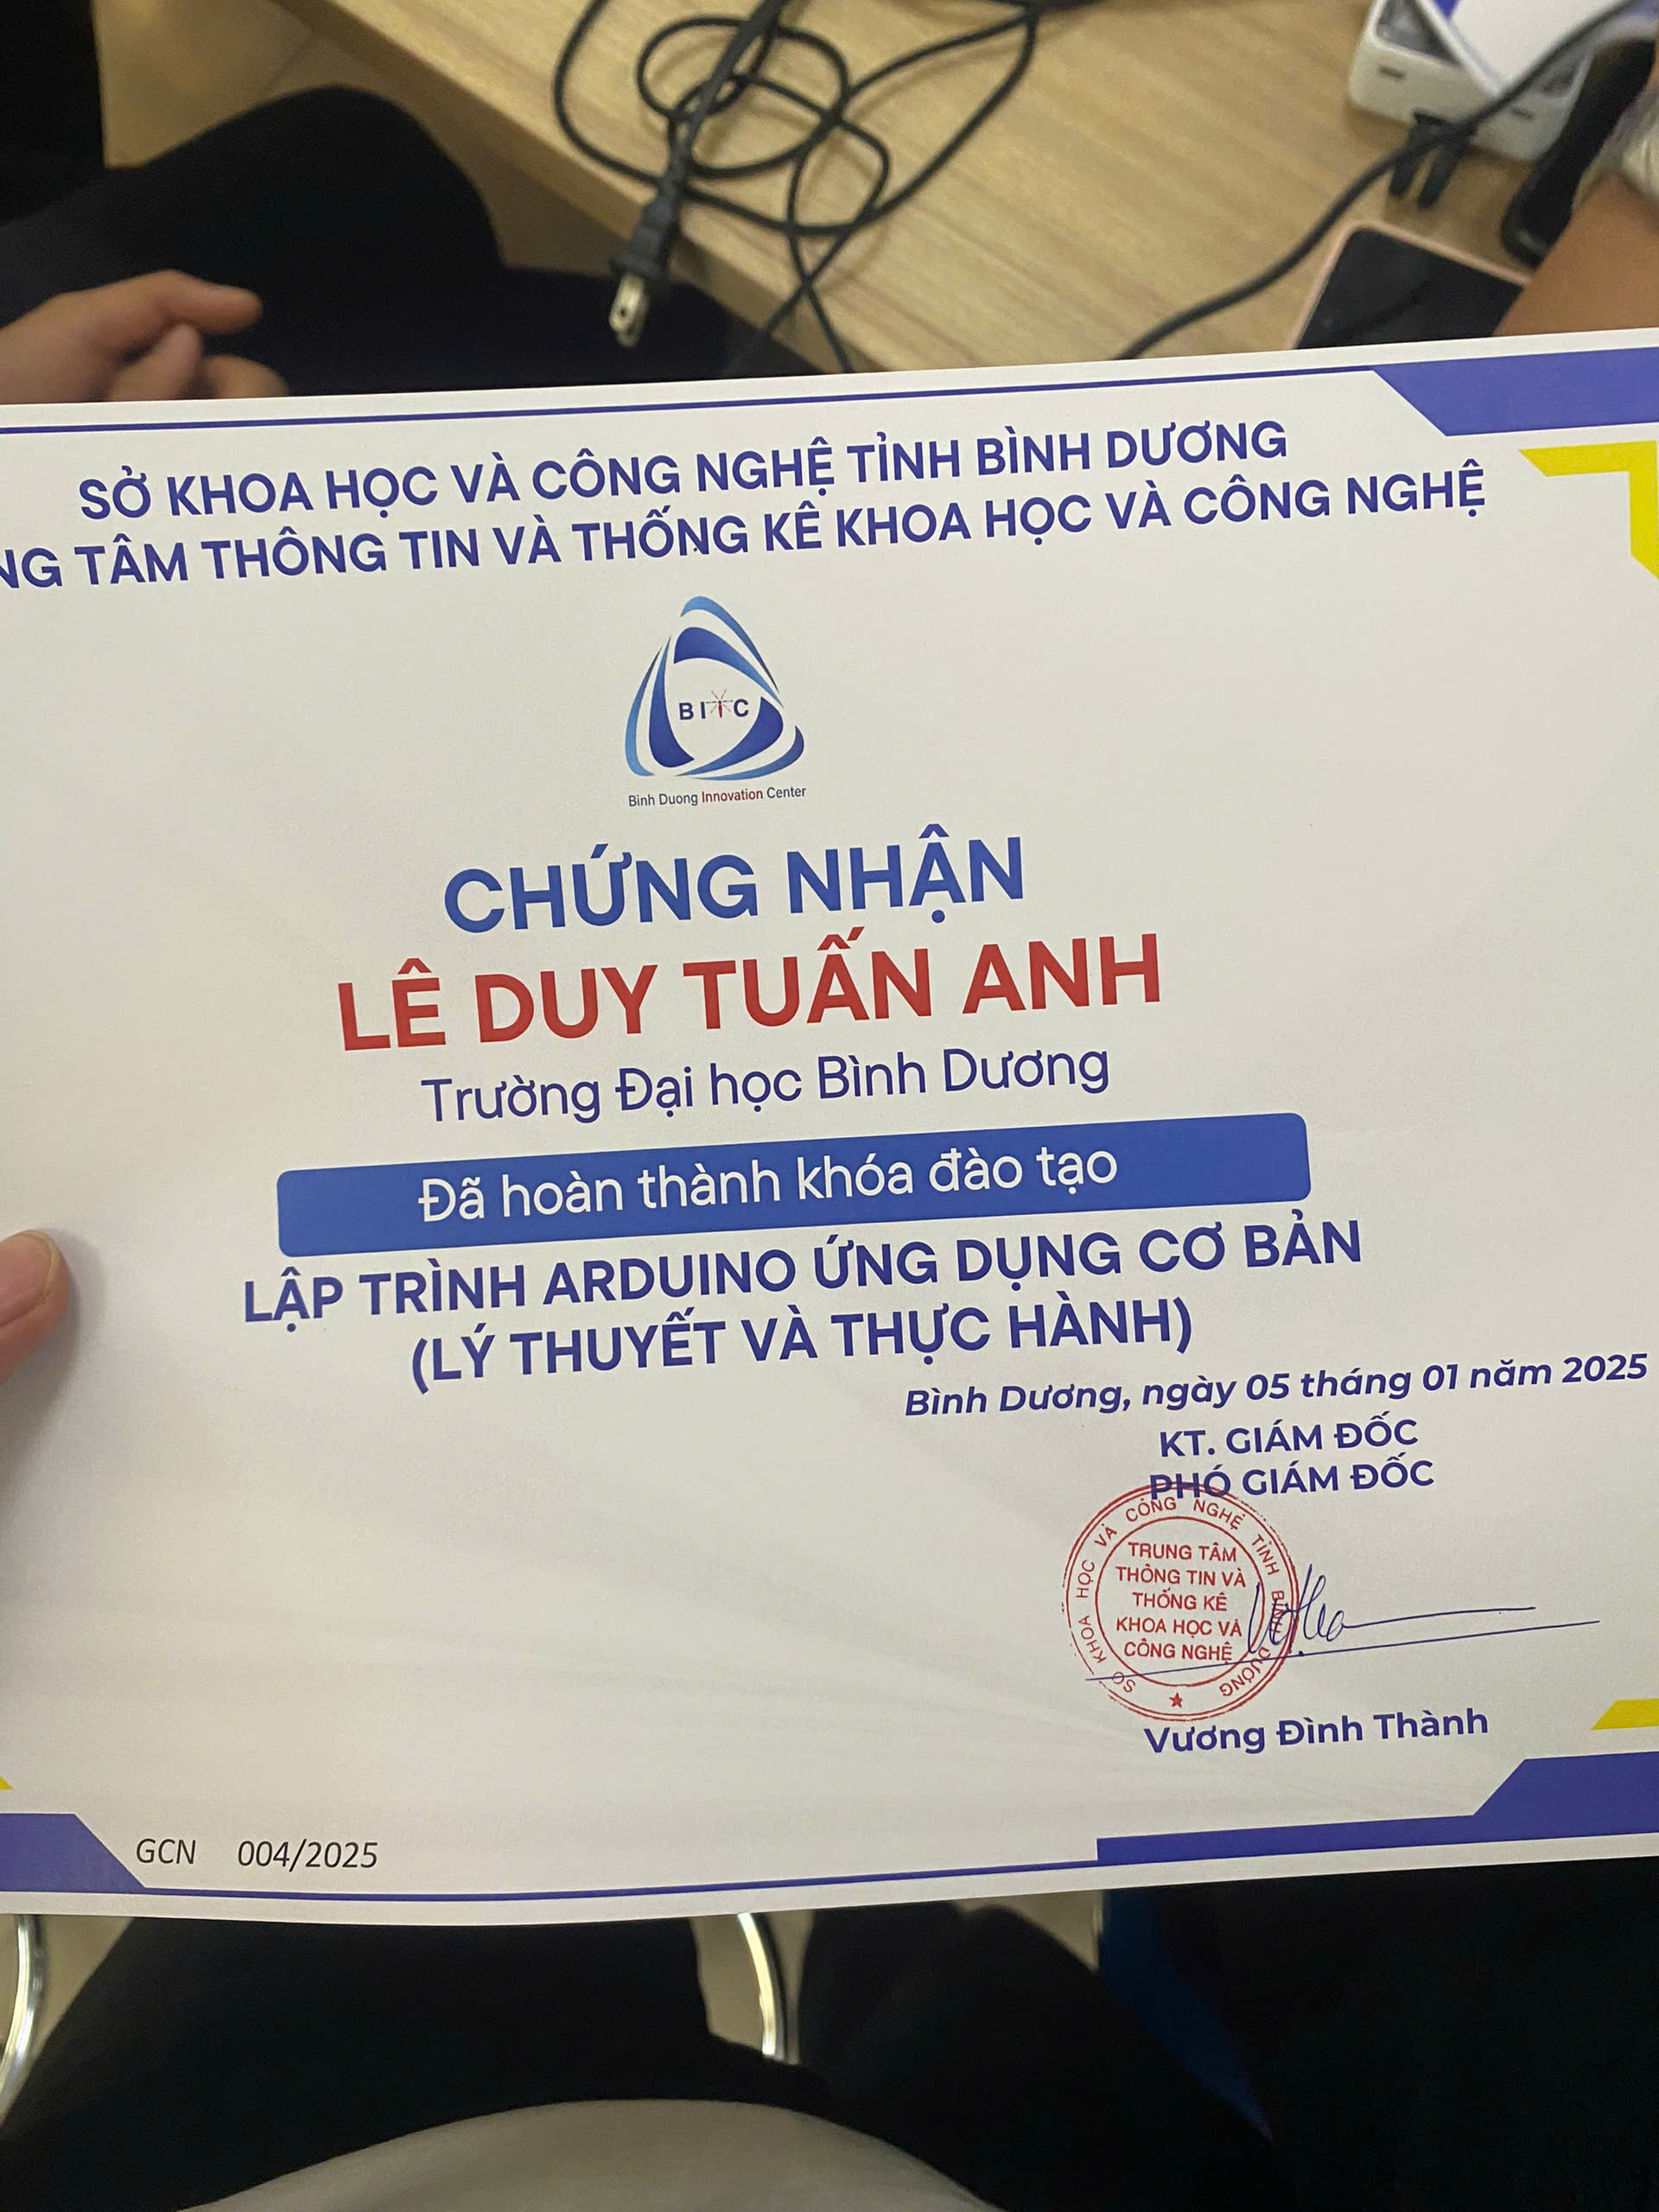 SỞ KHOA HỌC VÀ CÔNG NGHỆ TỈNH BÌNH DƯƠNG
NG TÂM THÔNG TIN VÀ THỐNG KÊ KHOA HỌC VÀ CÔNG NGHỆ
BITC
Binh Duong Innovation Center
CHỨNG NHẬN
LÊ DUY TUẤN ANH
Trường Đại học Bình Dương
Đã hoàn thành khóa đào tạo
LẬP TRÌNH ARDUINO ỨNG DỤNG CƠ BẢN
(LÝ THUYẾT VÀ THỰC HÀNH)
Bình Dương, ngày 05 tháng 01 năm 2025
KT. GIÁM ĐỐC
PHÓ GIÁM ĐỐC
SỞ KHOA HỌC VÀ CÔNG NGHỆ TỈNH BÌNH DƯƠNG
TRUNG TÂM
THÔNG TIN VÀ
THỐNG KÊ
KHOA HỌC VÀ
CÔNG NGHỆ
Vương Đình Thành
GCN 004/2025